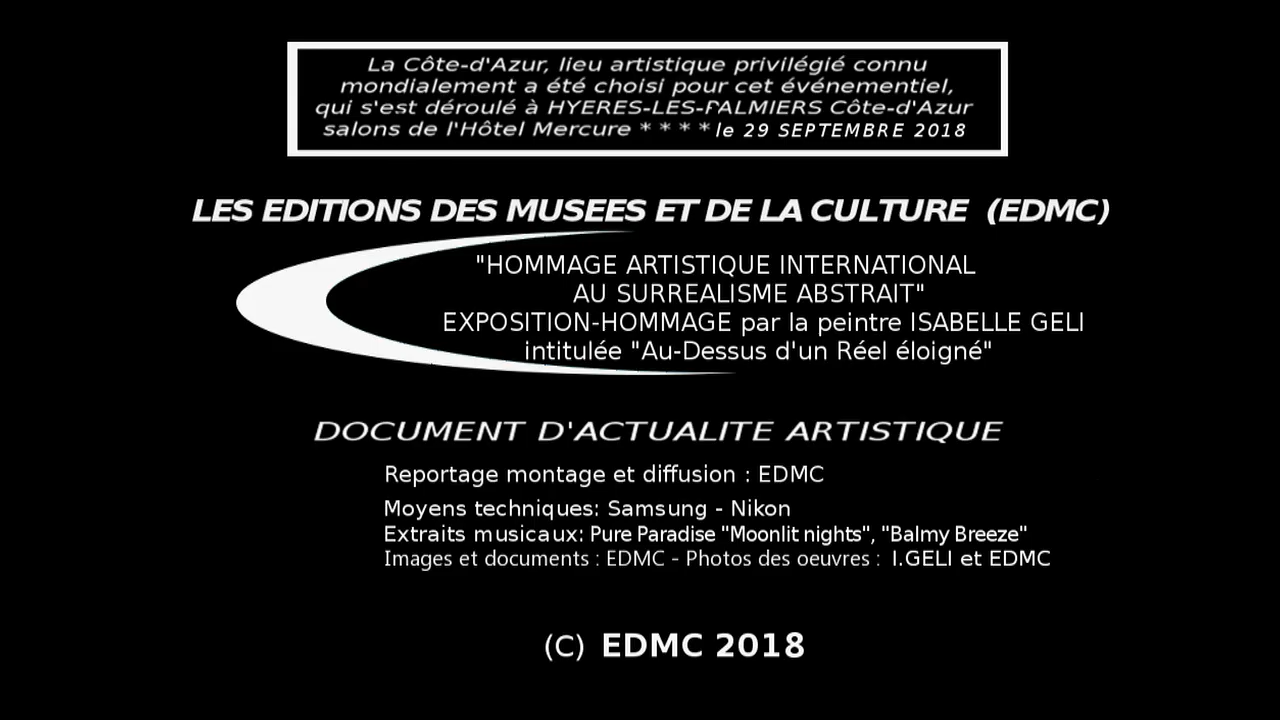 La Côte-d'Azur, lieu artistique privilégié connu
mondialement a été choisi pour cet événementiel,
qui s'est déroulé à HYERES-LES-PALMIERS Côte-d'Azur
salons de l'Hôtel Mercure * * * * le 29 SEPTEMBRE 2018
LES EDITIONS DES MUSEES ET DE LA CULTURE (EDMC)
"HOMMAGE ARTISTIQUE INTERNATIONAL
AU SURREALISME ABSTRAIT"
EXPOSITION-HOMMAGE par la peintre ISABELLE GELI
intitulée "Au-Dessus d'un Réel éloigné"
DOCUMENT D'ACTUALITE ARTISTIQUE
Reportage montage et diffusion : EDMC
Moyens techniques: Samsung - Nikon
Extraits musicaux: Pure Paradise "Moonlit nights", "Balmy Breeze"
Images et documents : EDMC - Photos des oeuvres : I.GELI et EDMC
(C) EDMC 2018